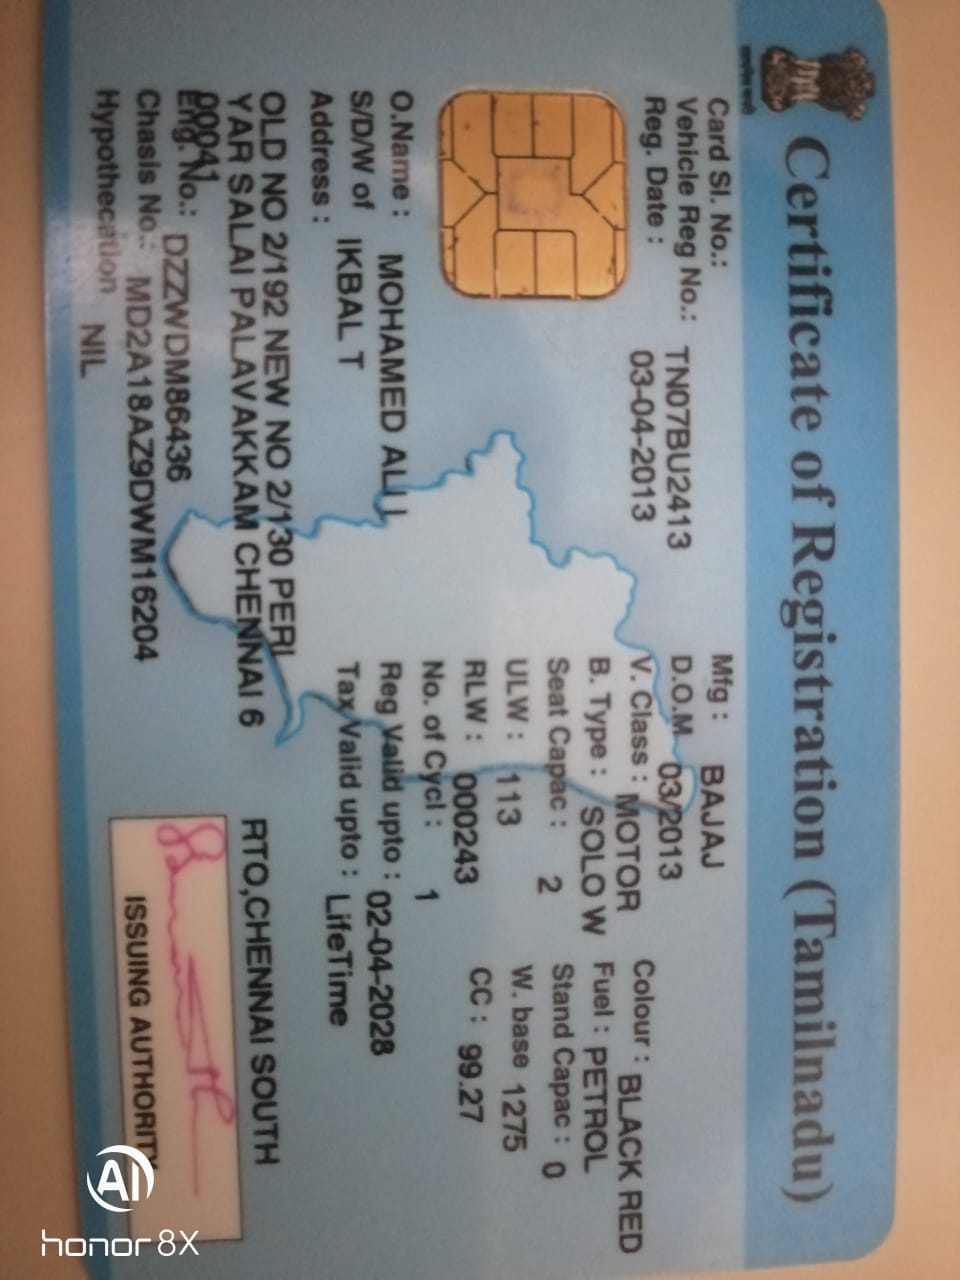 Certificate of Registration (Tamilnadu)
Card Sl. No.:
Vehicle Reg No.: TN07BU2413
Reg. Date : 03-04-2013
Mfg : BAJAJ
D.O.M 03/2013
V. Class : MOTOR
Colour : BLACK RED
B. Type : SOLO W
Fuel : PETROL
Seat Capac : 2
Stand Capac : 0
ULW : 113
W. base 1275
RLW : 000243
CC : 99.27
No. of Cycl : 1
Reg Valid upto : 02-04-2028
Tax Valid upto : LifeTime
O.Name : MOHAMED ALI I
S/D/W of IKBAL T
Address :
OLD NO 2/192 NEW NO 2/130 PERI
YAR SALAI PALAVAKKAM CHENNAI 6
00041
Eng. No.: DZZWDM86436
Chasis No.: MD2A18AZ9DWM16204
Hypothecation NIL
RTO,CHENNAI SOUTH
ISSUING AUTHORITY
AI
honor 8X